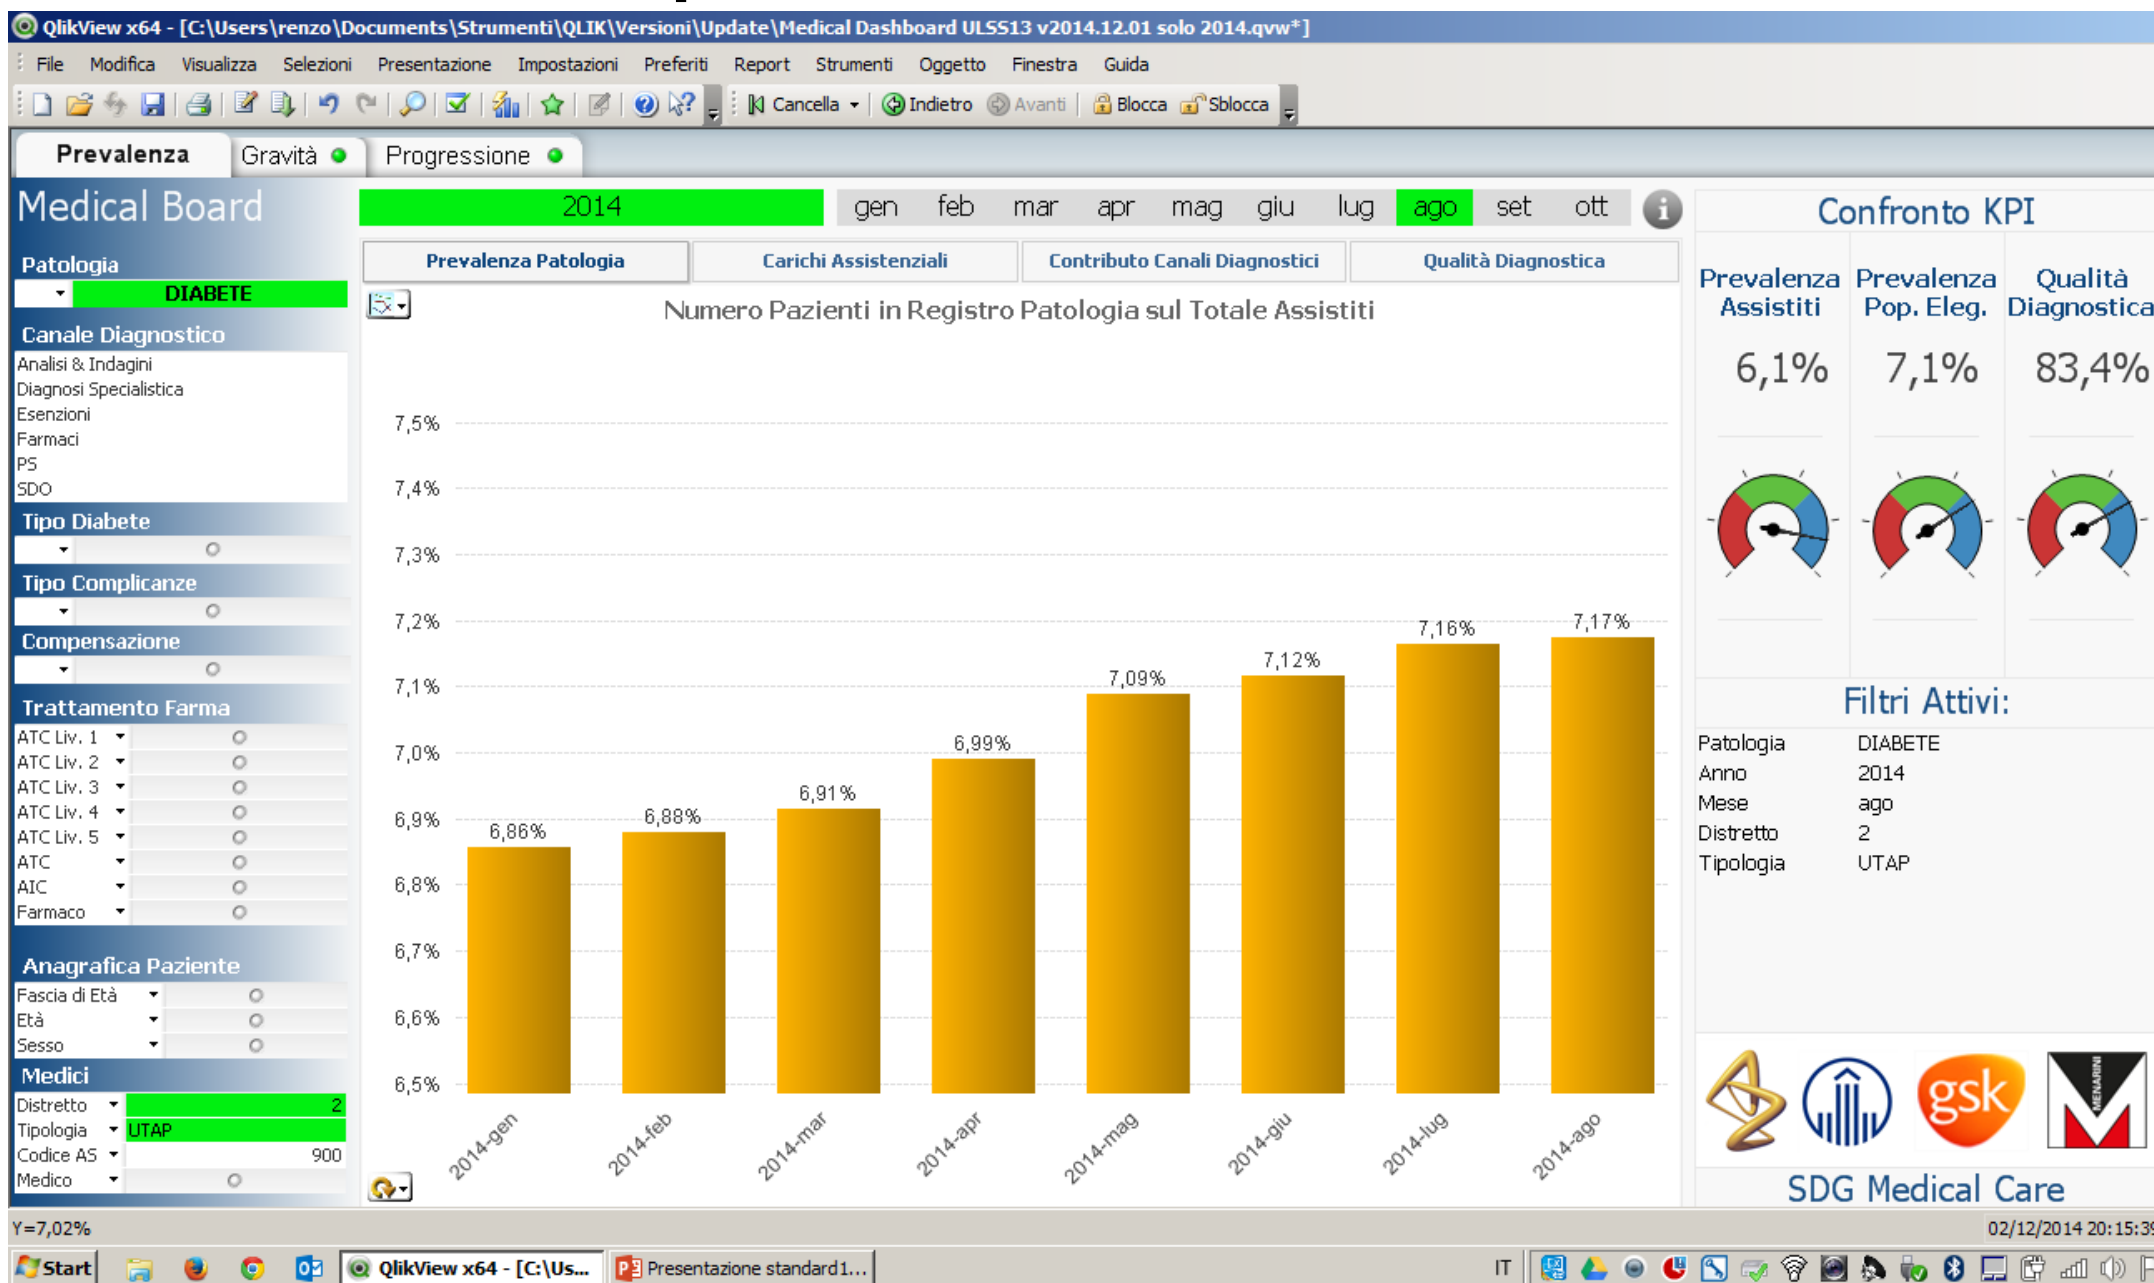 QlikView x64 - [C:\Users\renzo\Documents\Strumenti\QLIK\Versioni\Update\Medical Dashboard ULSS13 v2014.12.01 solo 2014.qvw*]
File Modifica Visualizza Selezioni Presentazione Impostazioni Preferiti Report Strumenti Oggetto Finestra Guida
Cancella Indietro Avanti Blocca Sblocca
Prevalenza Gravità Progressione
Medical Board
2014 gen feb mar apr mag giu lug ago set ott
Patologia
DIABETE
Canale Diagnostico
Analisi & Indagini
Diagnosi Specialistica
Esenzioni
Farmaci
PS
SDO
Tipo Diabete
Tipo Complicanze
Compensazione
Trattamento Farma
ATC Liv. 1
ATC Liv. 2
ATC Liv. 3
ATC Liv. 4
ATC Liv. 5
ATC
AIC
Farmaco
Anagrafica Paziente
Fascia di Età
Età
Sesso
Medici
Distretto 2
Tipologia UTAP
Codice AS 900
Medico
Prevalenza Patologia Carichi Assistenziali Contributo Canali Diagnostici Qualità Diagnostica
Numero Pazienti in Registro Patologia sul Totale Assistiti
7,5%
7,4%
7,3%
7,2%
7,1%
7,0%
6,9%
6,8%
6,7%
6,6%
6,5%
6,86% 6,88% 6,91% 6,99% 7,09% 7,12% 7,16% 7,17%
2014-gen 2014-feb 2014-mar 2014-apr 2014-mag 2014-giu 2014-lug 2014-ago
Confronto KPI
Prevalenza Assistiti
Prevalenza Pop. Eleg.
Qualità Diagnostica
6,1% 7,1% 83,4%
Filtri Attivi:
Patologia DIABETE
Anno 2014
Mese ago
Distretto 2
Tipologia UTAP
gsk
MENARINI
SDG Medical Care
Y=7,02%
02/12/2014 20:15:39
Start
QlikView x64 - [C:\Us...
Presentazione standard1...
IT